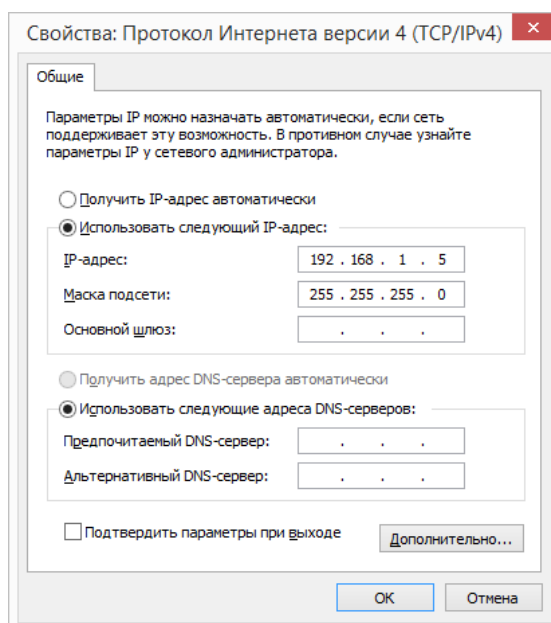 Свойства: Протокол Интернета версии 4 (TCP/IPv4)
Общие
Параметры IP можно назначать автоматически, если сеть
поддерживает эту возможность. В противном случае узнайте
параметры IP у сетевого администратора.
Получить IP-адрес автоматически
Использовать следующий IP-адрес:
IP-адрес: 192 . 168 . 1 . 5
Маска подсети: 255 . 255 . 255 . 0
Основной шлюз: . . .
Получить адрес DNS-сервера автоматически
Использовать следующие адреса DNS-серверов:
Предпочитаемый DNS-сервер: . . .
Альтернативный DNS-сервер: . . .
Подтвердить параметры при выходе
Дополнительно...
ОК Отмена